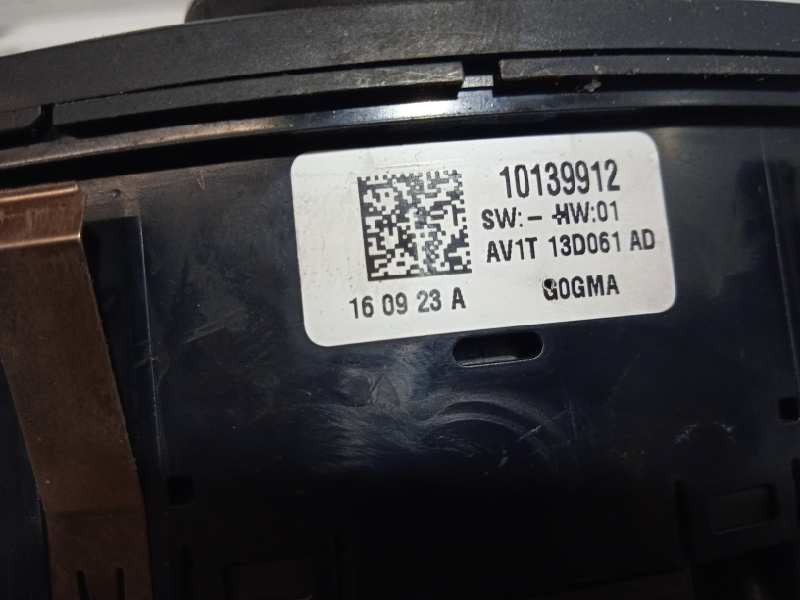 10139912
SW:- HW:01
AV1T 13D061 AD
16 09 23 A
G0GMA